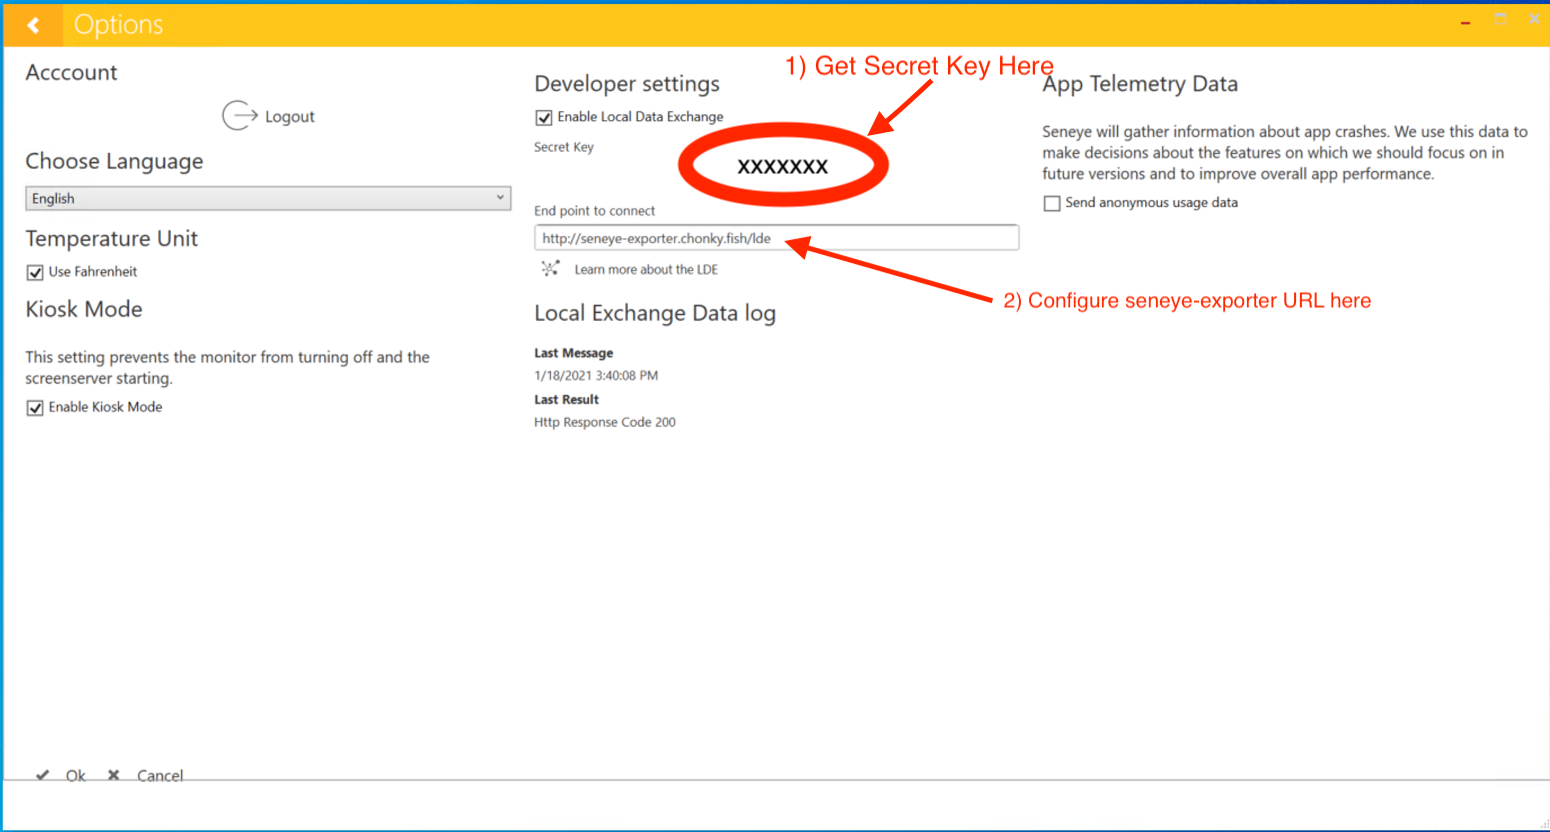 Options
Acccount
Logout
Choose Language
English
Temperature Unit
Use Fahrenheit
Kiosk Mode
This setting prevents the monitor from turning off and the
screenserver starting.
Enable Kiosk Mode
1) Get Secret Key Here
Developer settings
Enable Local Data Exchange
Secret Key
XXXXXXX
End point to connect
http://seneye-exporter.chonky.fish/lde
Learn more about the LDE
2) Configure seneye-exporter URL here
Local Exchange Data log
Last Message
1/18/2021 3:40:08 PM
Last Result
Http Response Code 200
App Telemetry Data
Seneye will gather information about app crashes. We use this data to
make decisions about the features on which we should focus on in
future versions and to improve overall app performance.
Send anonymous usage data
Ok
Cancel